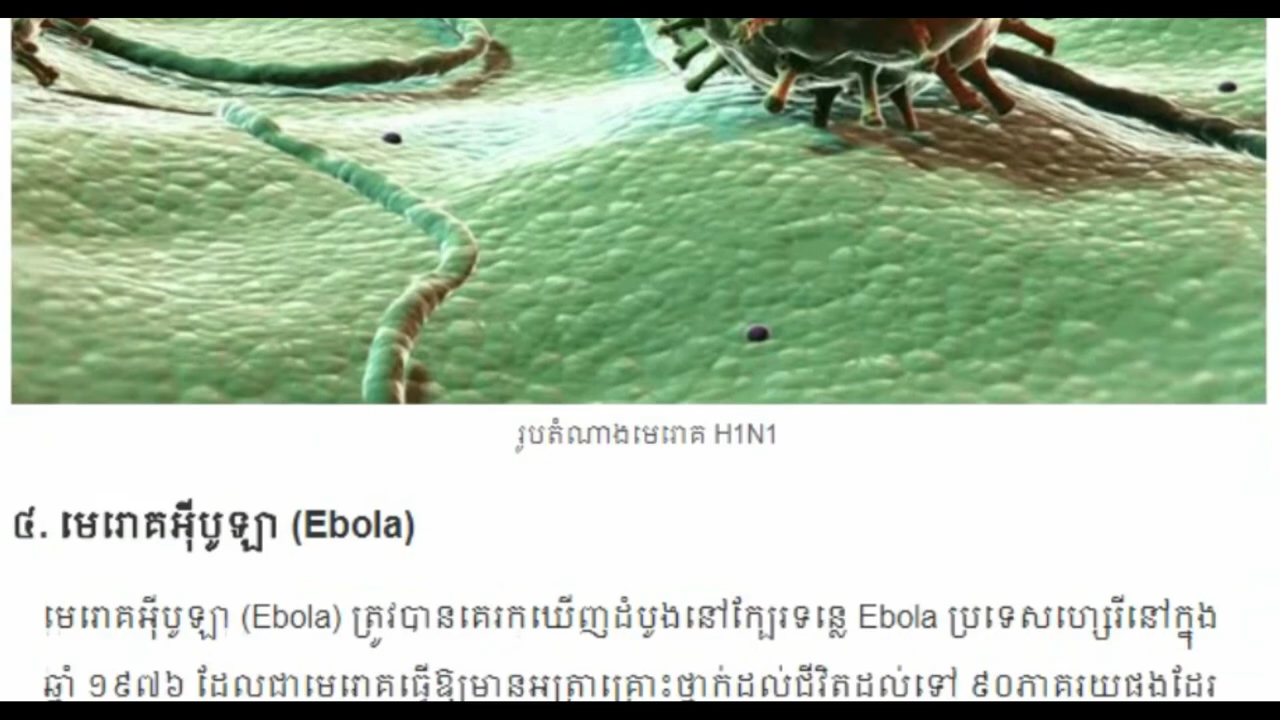 រូបតំណាងមេរោគ H1N1
៤. មេរោគអ៊ីបូឡា (Ebola)
មេរោគអ៊ីបូឡា (Ebola) ត្រូវបានគេរកឃើញដំបូងនៅក្បែរទន្លេ Ebola ប្រទេសហ្សេរីនៅក្នុង
ឆ្នាំ ១៩៧៦ ដែលជាមេរោគធ្វើឱ្យមានអត្រាគ្រោះថ្នាក់ដល់ជីវិតដល់ទៅ ៩០ភាគរយផងដែរ